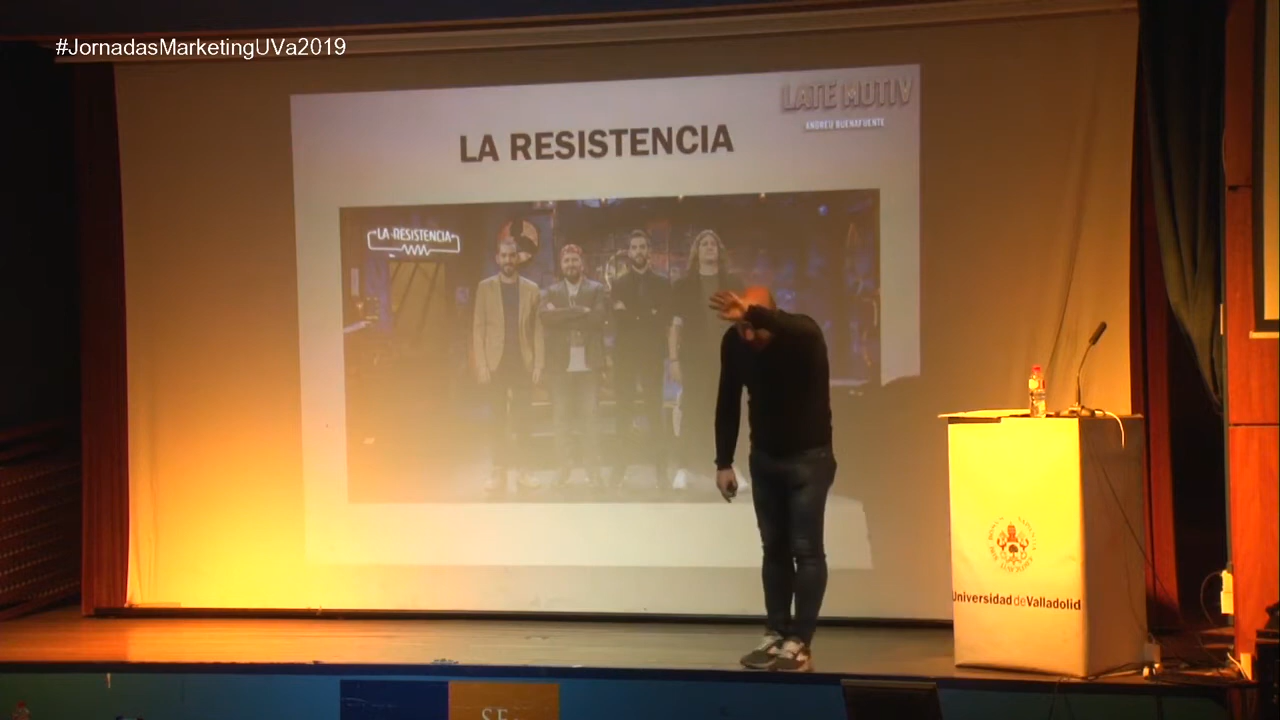 #JornadasMarketingUVa2019
LATE MOTIV
ANDREU BUENAFUENTE
LA RESISTENCIA
LA RESISTENCIA
Universidad de Valladolid